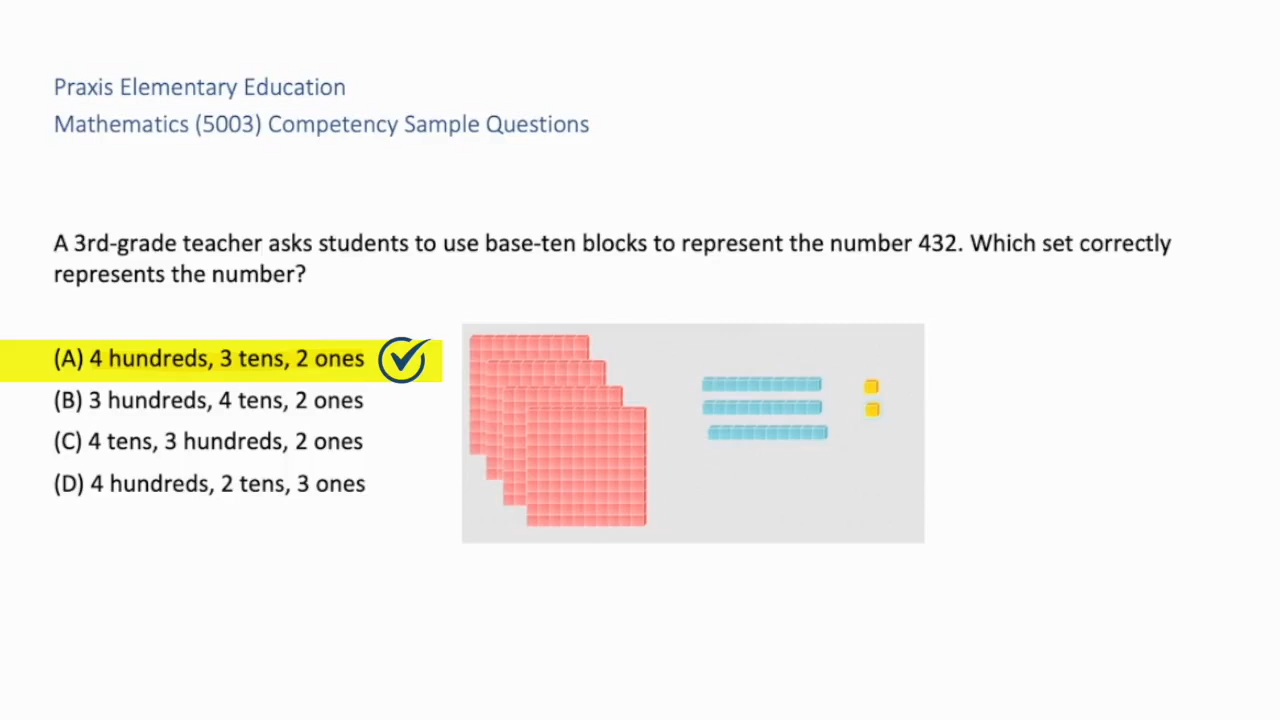 Praxis Elementary Education
Mathematics (5003) Competency Sample Questions
A 3rd-grade teacher asks students to use base-ten blocks to represent the number 432. Which set correctly
represents the number?
(A) 4 hundreds, 3 tens, 2 ones
(B) 3 hundreds, 4 tens, 2 ones
(C) 4 tens, 3 hundreds, 2 ones
(D) 4 hundreds, 2 tens, 3 ones